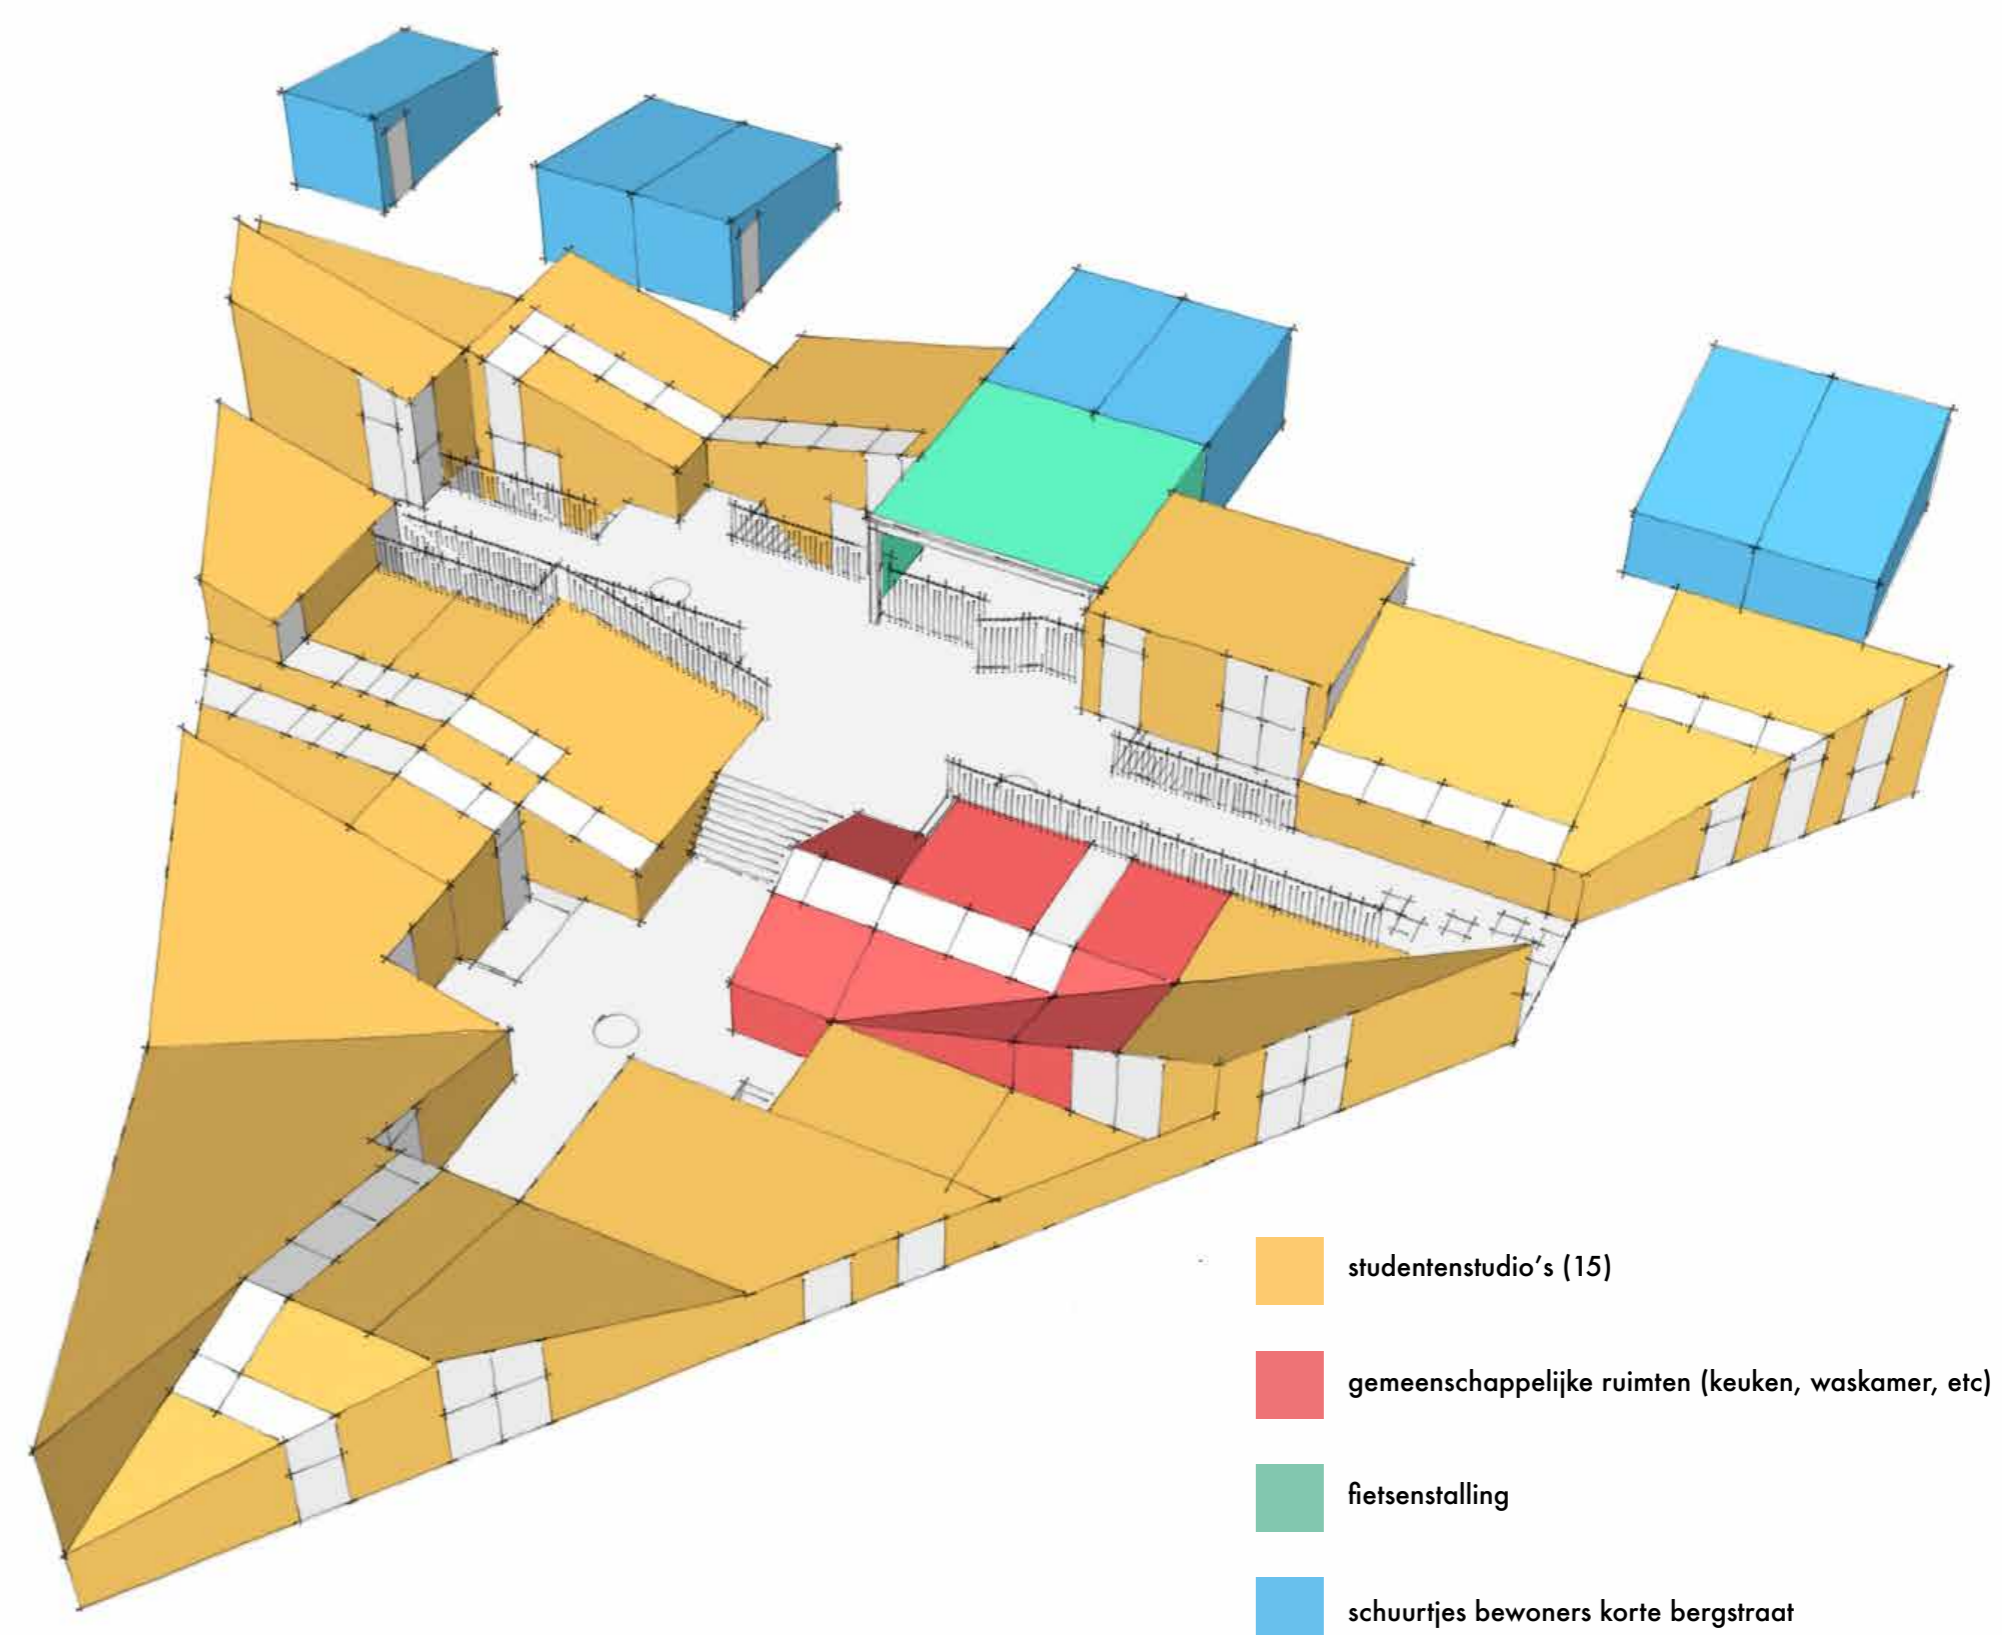 studentenstudio's (15)
gemeenschappelijke ruimten (keuken, waskamer, etc)
fietsenstalling
schuurtjes bewoners korte bergstraat